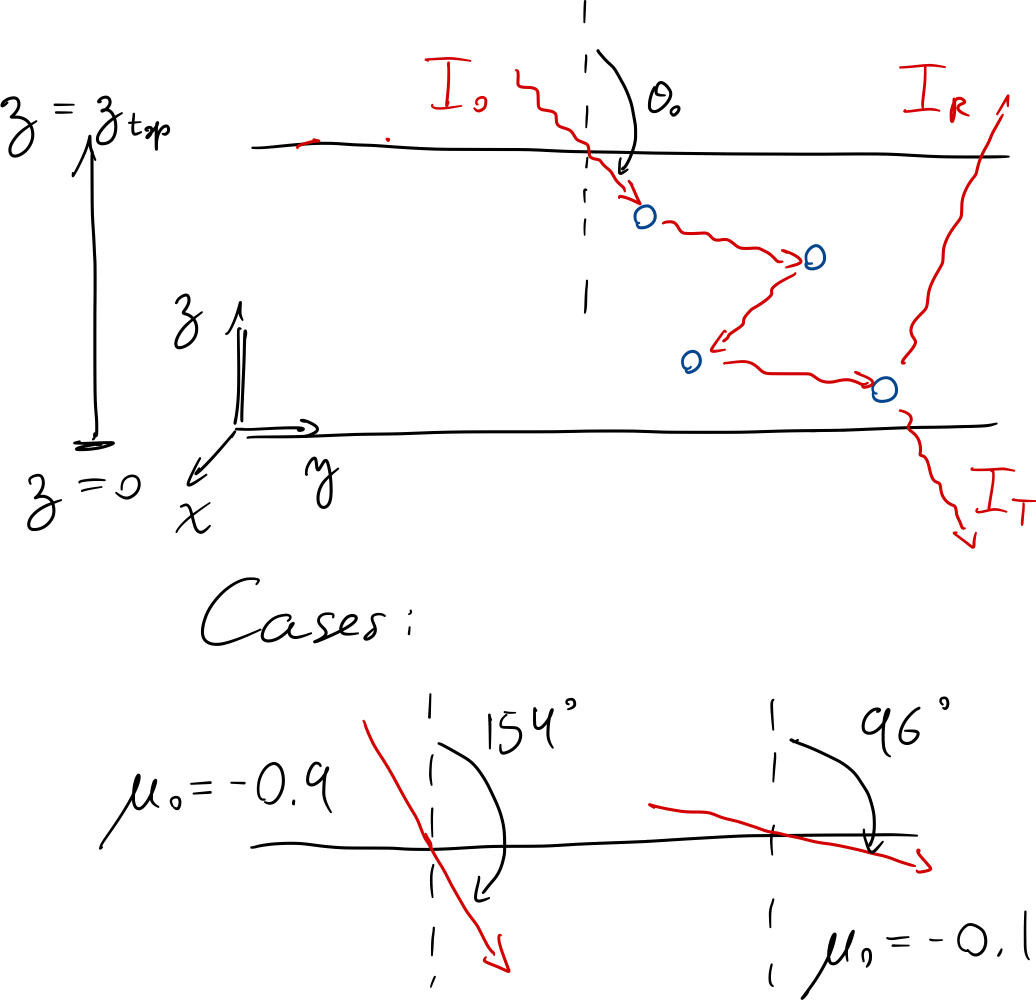 I₀
θ₀
I_R
z = z_top
z
y
x
z = 0
I_T
Cases:
154°
96°
μ₀ = -0.9
μ₀ = -0.1